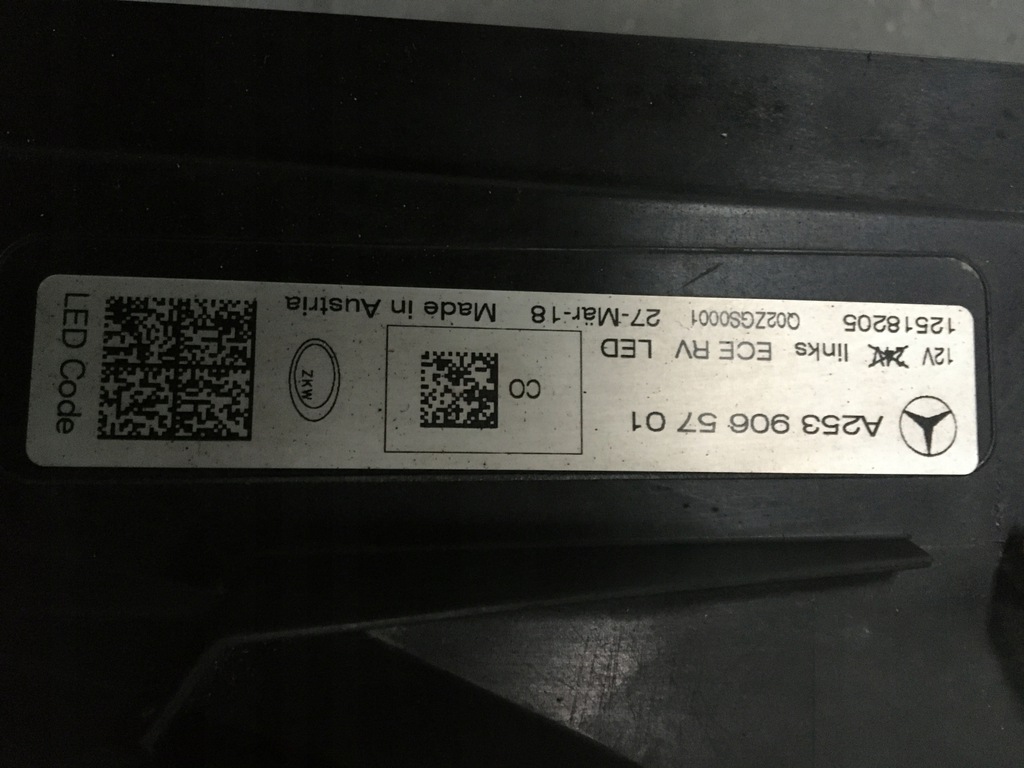 A253 906 57 01
12V 24V links ECE RV LED
12518205 Q02ZGS0001 27-Mär-18 Made in Austria
CO
ZKW
LED Code